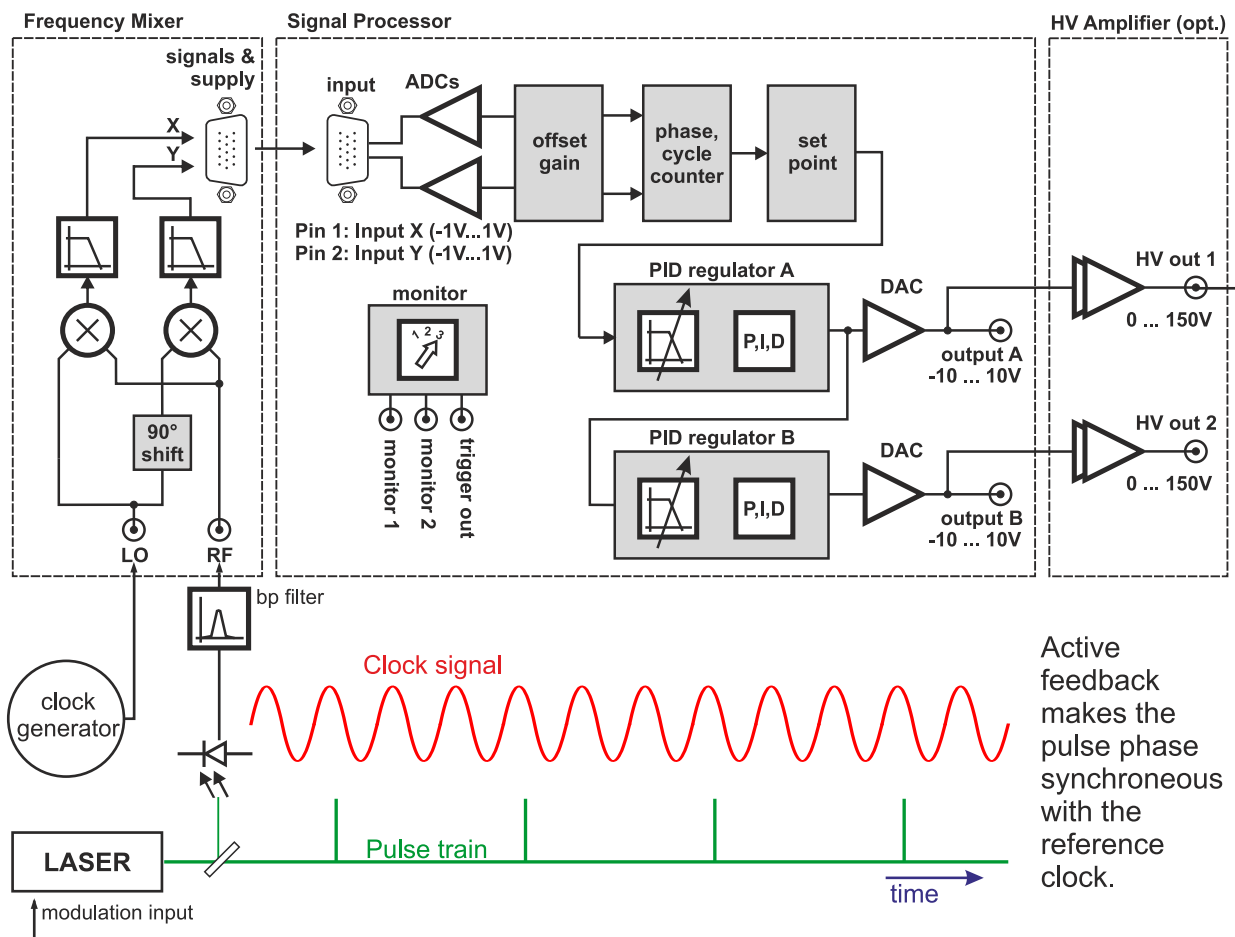 Frequency Mixer
Signal Processor
HV Amplifier (opt.)
signals &
supply
X
Y
input
ADCs
offset
gain
phase,
cycle
counter
set
point
Pin 1: Input X (-1V...1V)
Pin 2: Input Y (-1V...1V)
monitor
1 2 3
monitor 1
monitor 2
trigger out
PID regulator A
P,I,D
DAC
output A
-10 ... 10V
HV out 1
0 ... 150V
PID regulator B
P,I,D
DAC
output B
-10 ... 10V
HV out 2
0 ... 150V
90°
shift
LO
RF
bp filter
clock
generator
Clock signal
LASER
Pulse train
time
modulation input
Active
feedback
makes the
pulse phase
synchroneous
with the
reference
clock.